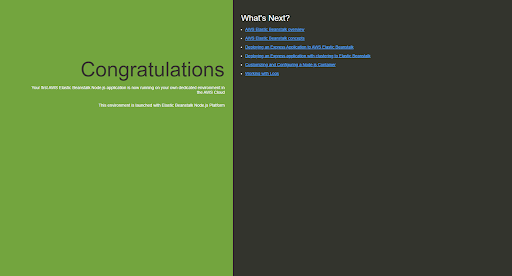 Congratulations
Your first AWS Elastic Beanstalk Node.js application is now running on your own dedicated environment in
the AWS Cloud
This environment is launched with Elastic Beanstalk Node.js Platform
What's Next?
AWS Elastic Beanstalk overview
AWS Elastic Beanstalk concepts
Deploying an Express Application to AWS Elastic Beanstalk
Deploying an Express application with clustering to Elastic Beanstalk
Customizing and Configuring a Node.js Container
Working with Logs